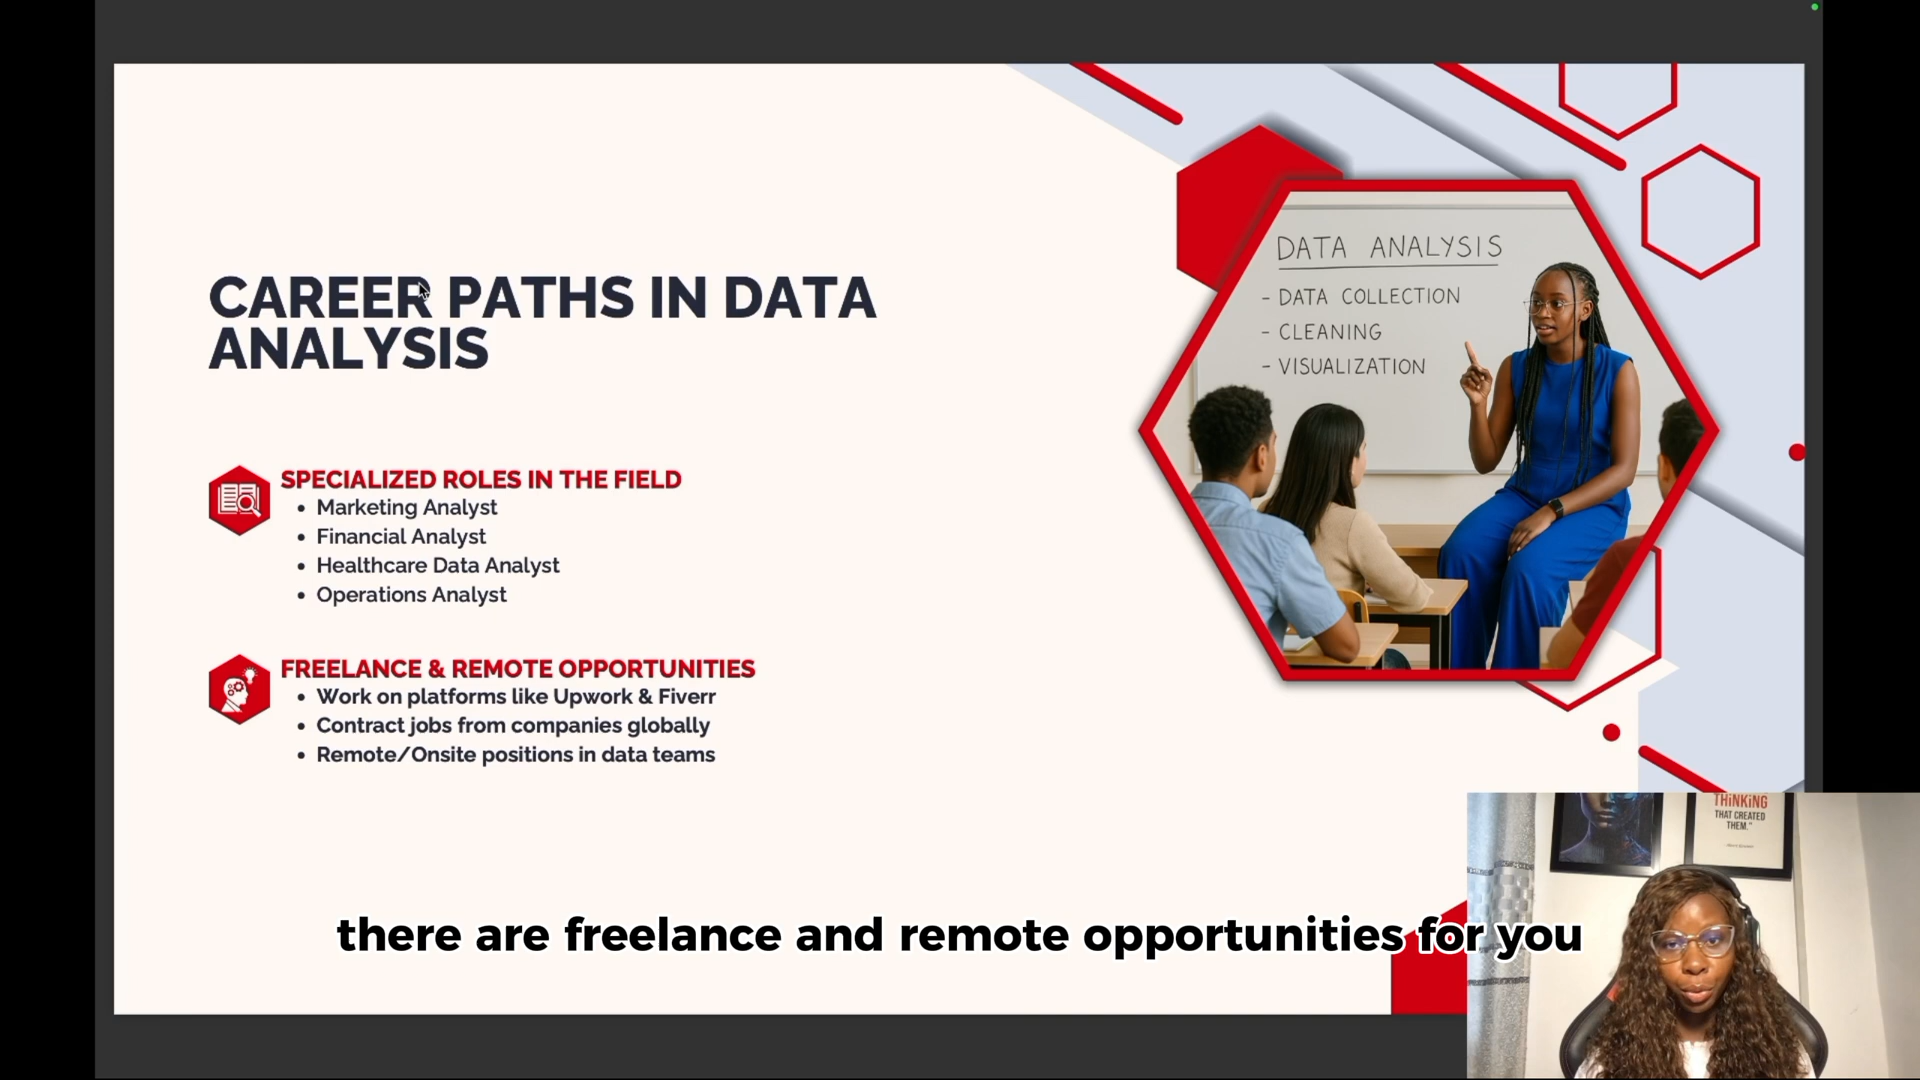 CAREER PATHS IN DATA
ANALYSIS
SPECIALIZED ROLES IN THE FIELD
• Marketing Analyst
• Financial Analyst
• Healthcare Data Analyst
• Operations Analyst
FREELANCE & REMOTE OPPORTUNITIES
• Work on platforms like Upwork & Fiverr
• Contract jobs from companies globally
• Remote/Onsite positions in data teams
DATA ANALYSIS
- DATA COLLECTION
- CLEANING
- VISUALIZATION
THiNKiNG
THAT CREATED
THEM."
there are freelance and remote opportunities for you